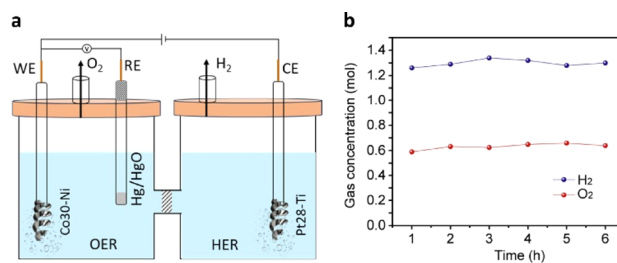 a
V
WE
O2
RE
H2
CE
Hg/HgO
Co30-Ni
Pt28-Ti
OER
HER
b
Gas concentration (mol)
1.4
1.2
1.0
0.8
0.6
0.4
0.2
0.0
H2
O2
1 2 3 4 5 6
Time (h)